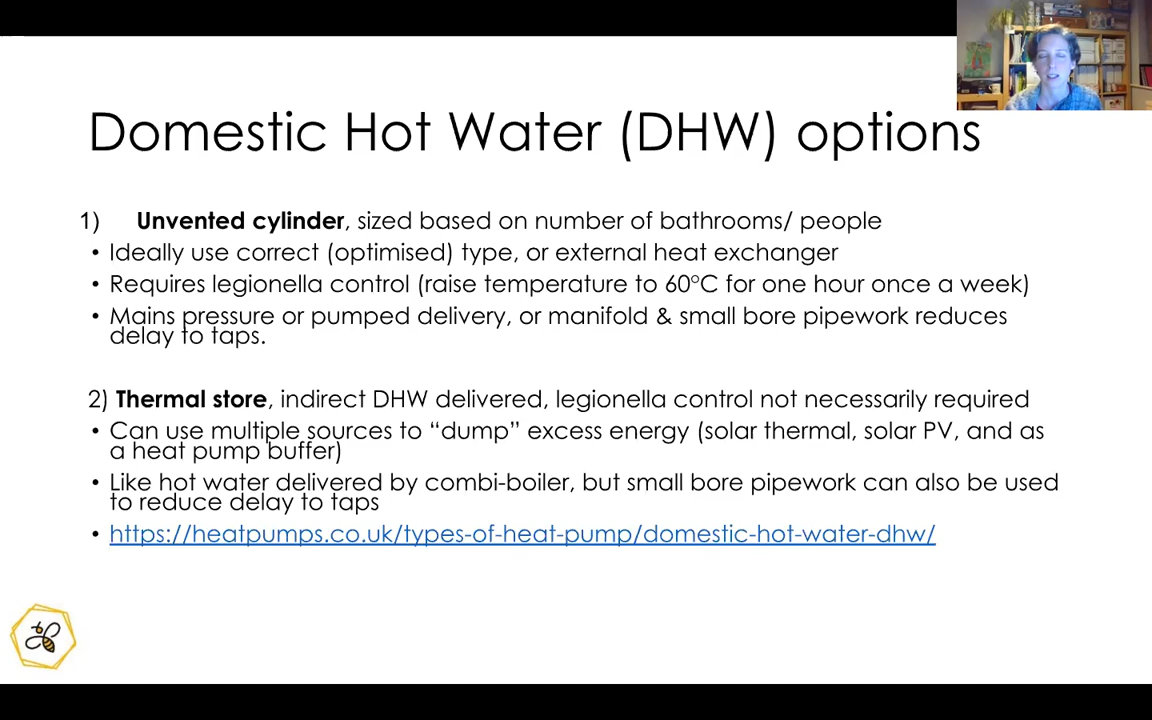 Domestic Hot Water (DHW) options
1) Unvented cylinder, sized based on number of bathrooms/ people
• Ideally use correct (optimised) type, or external heat exchanger
• Requires legionella control (raise temperature to 60°C for one hour once a week)
• Mains pressure or pumped delivery, or manifold & small bore pipework reduces
delay to taps.
2) Thermal store, indirect DHW delivered, legionella control not necessarily required
• Can use multiple sources to “dump” excess energy (solar thermal, solar PV, and as
a heat pump buffer)
• Like hot water delivered by combi-boiler, but small bore pipework can also be used
to reduce delay to taps
• https://heatpumps.co.uk/types-of-heat-pump/domestic-hot-water-dhw/